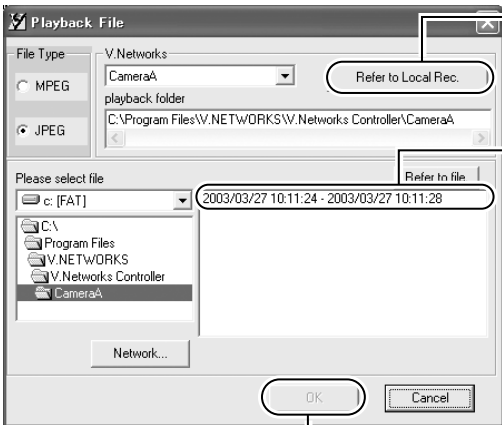 Playback File
File Type
V.Networks
MPEG
JPEG
CameraA
Refer to Local Rec.
playback folder
C:\Program Files\V.NETWORKS\V.Networks Controller\CameraA
Please select file
Refer to file
c: [FAT]
2003/03/27 10:11:24 - 2003/03/27 10:11:28
C:\
Program Files
V.NETWORKS
V.Networks Controller
CameraA
Network...
OK
Cancel